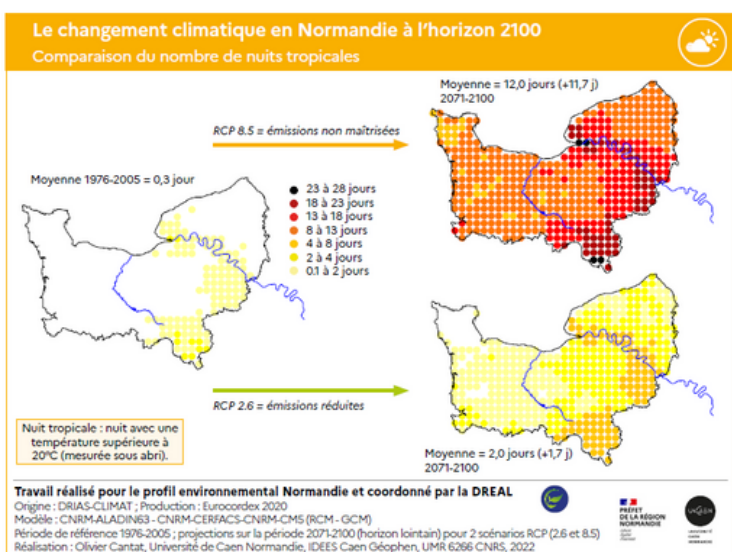 Le changement climatique en Normandie à l'horizon 2100
Comparaison du nombre de nuits tropicales
Moyenne = 12,0 jours (+11,7 j)
2071-2100
RCP 8.5 = émissions non maîtrisées
Moyenne 1976-2005 = 0,3 jour
23 à 28 jours
18 à 23 jours
13 à 18 jours
8 à 13 jours
4 à 8 jours
2 à 4 jours
0.1 à 2 jours
RCP 2.6 = émissions réduites
Nuit tropicale : nuit avec une
température supérieure à
20°C (mesurée sous abri).
Moyenne = 2,0 jours (+1,7 j)
2071-2100
Travail réalisé pour le profil environnemental Normandie et coordonné par la DREAL
Origine : DRIAS-CLIMAT ; Production : Eurocordex 2020
Modèle : CNRM-ALADIN63 - CNRM-CERFACS-CNRM-CM5 (RCM - GCM)
Période de référence 1976-2005 ; projections sur la période 2071-2100 (horizon lointain) pour 2 scénarios RCP (2.6 et 8.5)
Réalisation : Olivier Cantat, Université de Caen Normandie, IDEES Caen Géophen, UMR 6266 CNRS, 2022
PRÉFET
DE LA RÉGION
NORMANDIE